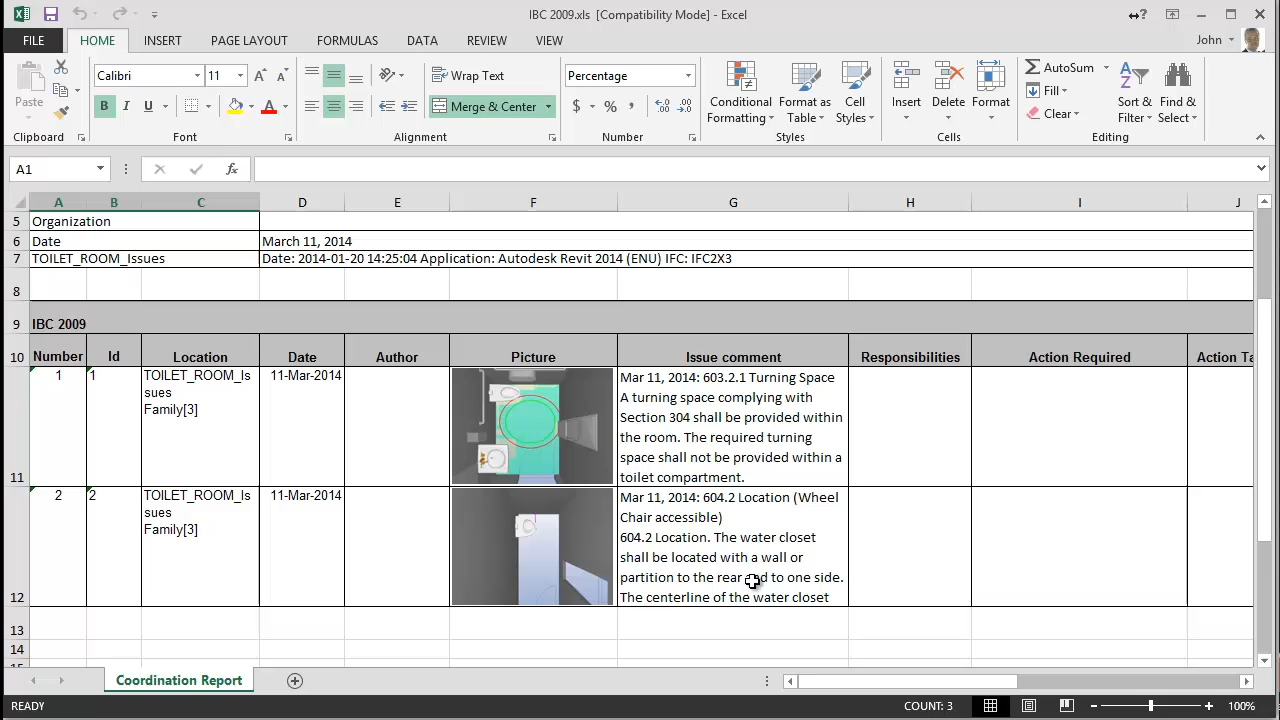 IBC 2009.xls [Compatibility Mode] - Excel
FILE HOME INSERT PAGE LAYOUT FORMULAS DATA REVIEW VIEW John
Paste Calibri 11 Wrap Text Percentage Conditional Formatting Format as Table Cell Styles Insert Delete Format AutoSum Sort & Filter Find & Select
B I U Merge & Center $ % Fill
Clear
Clipboard Font Alignment Number Styles Cells Editing
A1 fx
A B C D E F G H I J
5 Organization
6 Date March 11, 2014
7 TOILET_ROOM_Issues Date: 2014-01-20 14:25:04 Application: Autodesk Revit 2014 (ENU) IFC: IFC2X3
8
9 IBC 2009
10 Number Id Location Date Author Picture Issue comment Responsibilities Action Required Action Ta
1 1 TOILET_ROOM_Is 11-Mar-2014 Mar 11, 2014: 603.2.1 Turning Space
sues A turning space complying with
Family[3] Section 304 shall be provided within
the room. The required turning
space shall not be provided within a
11 toilet compartment.
2 2 TOILET_ROOM_Is 11-Mar-2014 Mar 11, 2014: 604.2 Location (Wheel
sues Chair accessible)
Family[3] 604.2 Location. The water closet
shall be located with a wall or
partition to the rear and to one side.
12 The centerline of the water closet
13
14
15
Coordination Report
READY COUNT: 3 100%